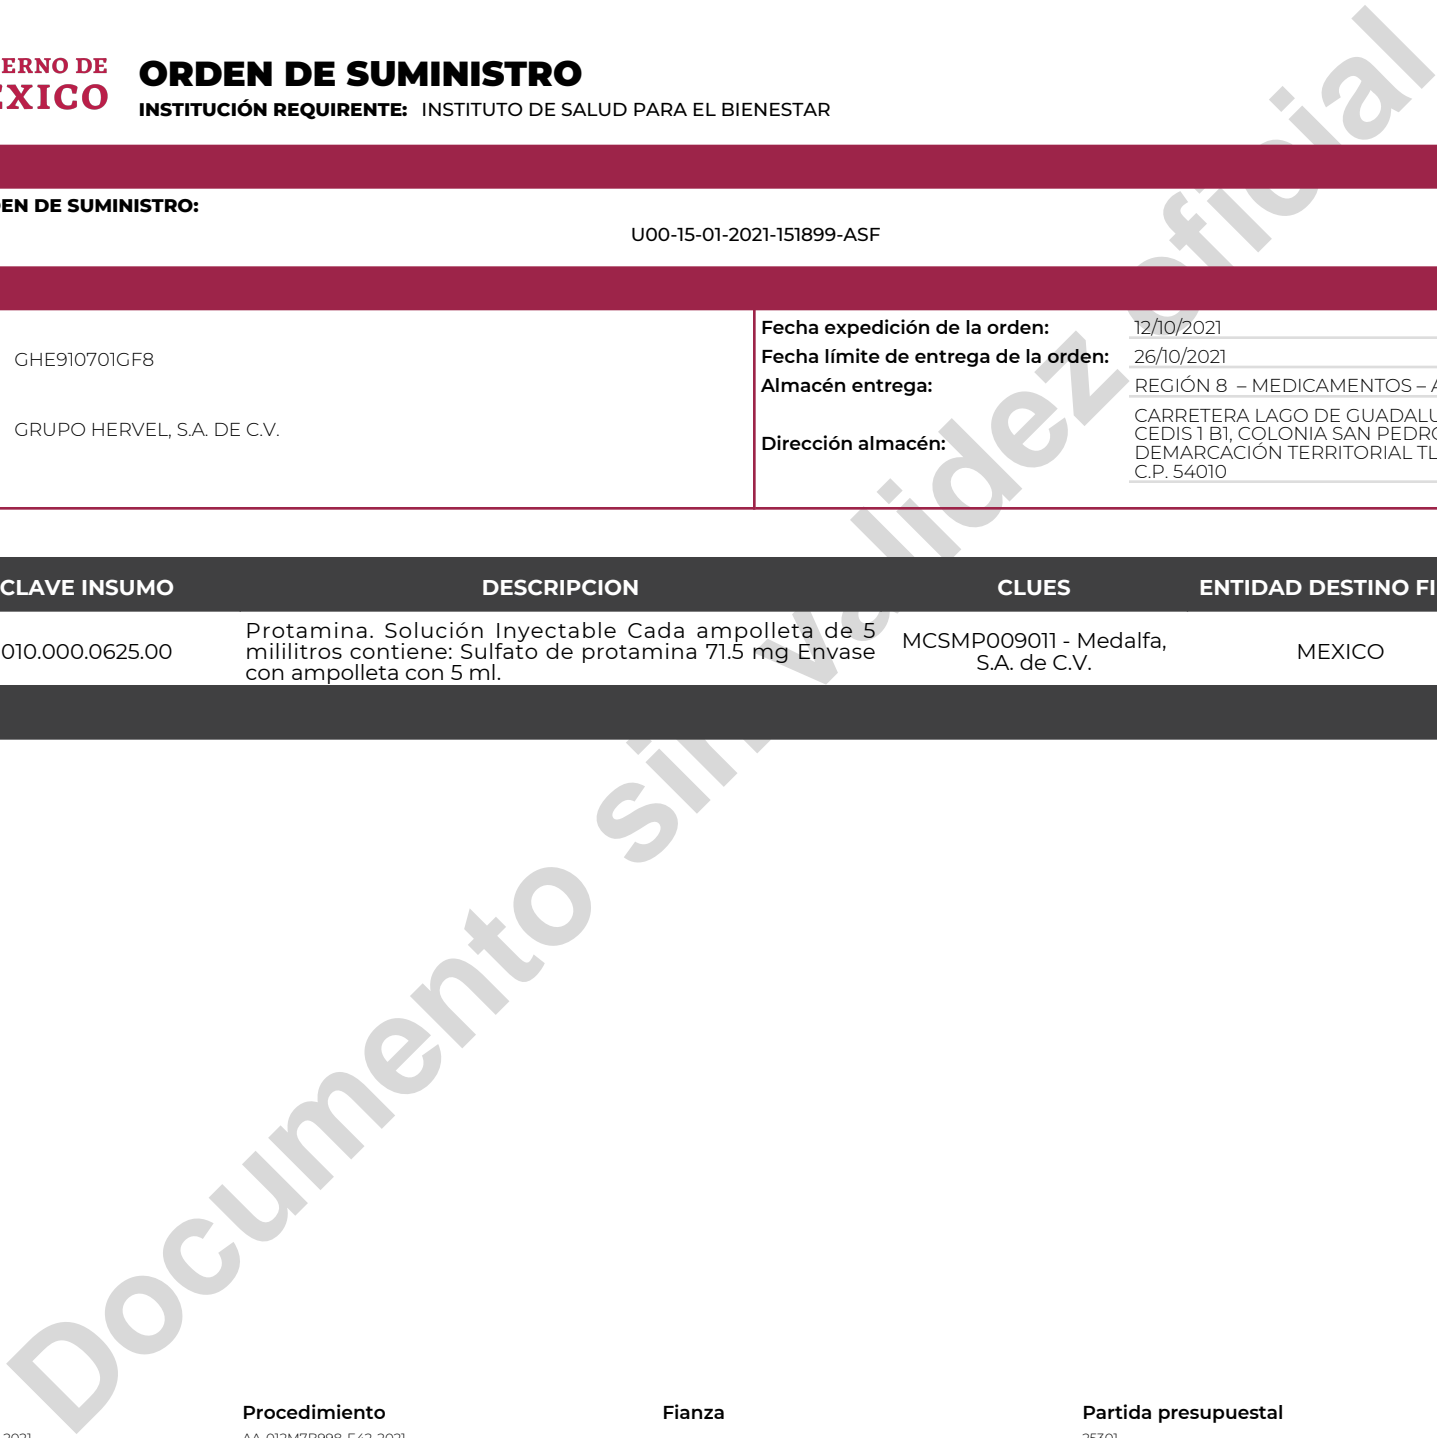 ERNO DE
EXICO
ORDEN DE SUMINISTRO
INSTITUCIÓN REQUIRENTE: INSTITUTO DE SALUD PARA EL BIENESTAR
EN DE SUMINISTRO:
U00-15-01-2021-151899-ASF
GHE910701GF8
GRUPO HERVEL, S.A. DE C.V.
Fecha expedición de la orden: 12/10/2021
Fecha límite de entrega de la orden: 26/10/2021
Almacén entrega: REGIÓN 8 – MEDICAMENTOS – A
Dirección almacén:
CARRETERA LAGO DE GUADALU
CEDIS 1 B1, COLONIA SAN PEDRO
DEMARCACIÓN TERRITORIAL TL
C.P. 54010
CLAVE INSUMO DESCRIPCION CLUES ENTIDAD DESTINO FI
010.000.0625.00
Protamina. Solución Inyectable Cada ampolleta de 5
mililitros contiene: Sulfato de protamina 71.5 mg Envase
con ampolleta con 5 ml.
MCSMP009011 - Medalfa,
S.A. de C.V.
MEXICO
Documento sin validez oficial
Procedimiento Fianza Partida presupuestal